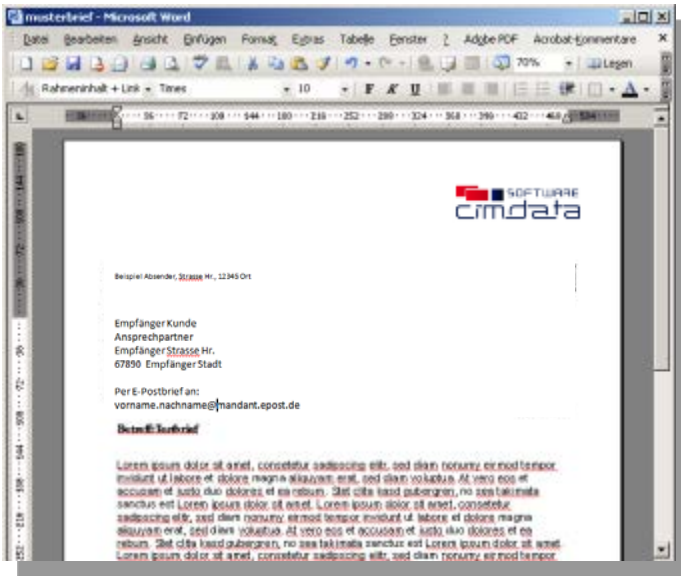 musterbrief - Microsoft Word
Datei Bearbeiten Ansicht Einfügen Format Extras Tabelle Fenster ? Adobe PDF Acrobat-Kommentare
70% Lesen
Rahmeninhalt + Link Times 10 F K U
SOFTWARE
cimdata
Beispiel Absender, Strasse Nr., 12345 Ort
Empfänger Kunde
Ansprechpartner
Empfänger Strasse Nr.
67890 Empfänger Stadt
Per E-Postbrief an:
vorname.nachname@mandant.epost.de
Betreff: Testbrief
Lorem ipsum dolor sit amet, consetetur sadipscing elitr, sed diam nonumy eirmod tempor
invidunt ut labore et dolore magna aliquyam erat, sed diam voluptua. At vero eos et
accusam et justo duo dolores et ea rebum. Stet clita kasd gubergren, no sea takimata
sanctus est Lorem ipsum dolor sit amet. Lorem ipsum dolor sit amet, consetetur
sadipscing elitr, sed diam nonumy eirmod tempor invidunt ut labore et dolore magna
aliquyam erat, sed diam voluptua. At vero eos et accusam et justo duo dolores et ea
rebum. Stet clita kasd gubergren, no sea takimata sanctus est Lorem ipsum dolor sit amet.
Lorem ipsum dolor sit amet, consetetur sadipscing elitr, sed diam nonumy eirmod tempor